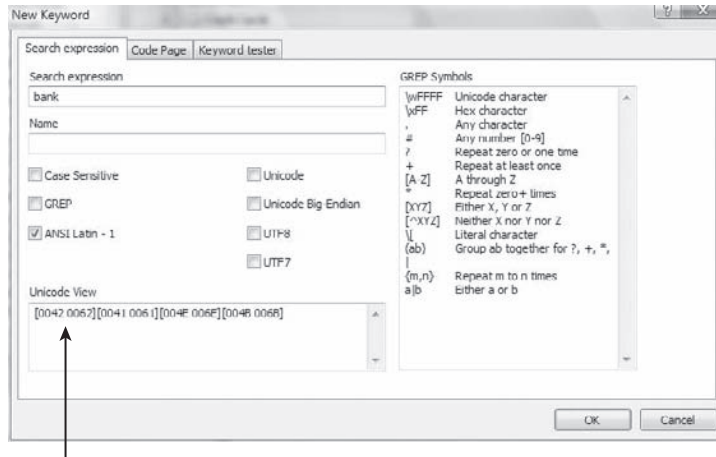 New Keyword
Search expression
Code Page
Keyword tester
Search expression
bank
Name
Case Sensitive
Unicode
GREP
Unicode Big-Endian
ANSI Latin - 1
UTF8
UTF7
Unicode View
[0042 0062][0041 0061][004E 006E][004B 006B]
GREP Symbols
\wFFFF Unicode character
\xFF Hex character
. Any character
# Any number [0-9]
? Repeat zero or one time
+ Repeat at least once
[A-Z] A through Z
* Repeat zero+ times
[XYZ] Either X, Y or Z
[^XYZ] Neither X nor Y nor Z
\[ Literal character
(ab) Group ab together for ?, +, *,
|
{m,n} Repeat m to n times
a|b Either a or b
OK
Cancel